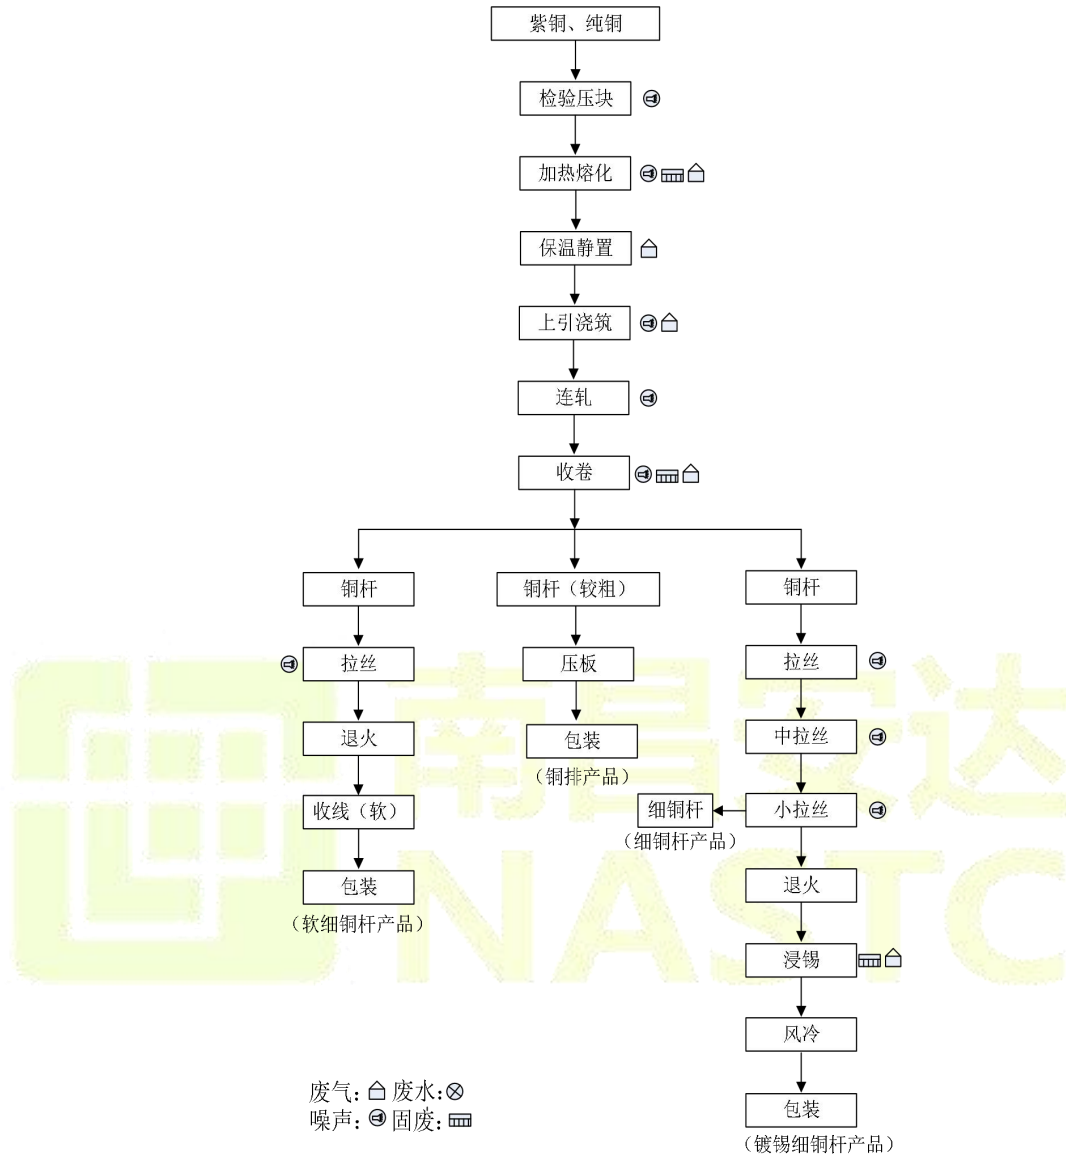 紫铜、纯铜
检验压块
加热熔化
保温静置
上引浇筑
连轧
收卷
铜杆
铜杆（较粗）
铜杆
拉丝
压板
拉丝
退火
包装
（铜排产品）
中拉丝
收线（软）
细铜杆
（细铜杆产品）
小拉丝
包装
（软细铜杆产品）
退火
浸锡
风冷
包装
（镀锡细铜杆产品）
废气： 废水：
噪声： 固废：
南昌安达
NASTC